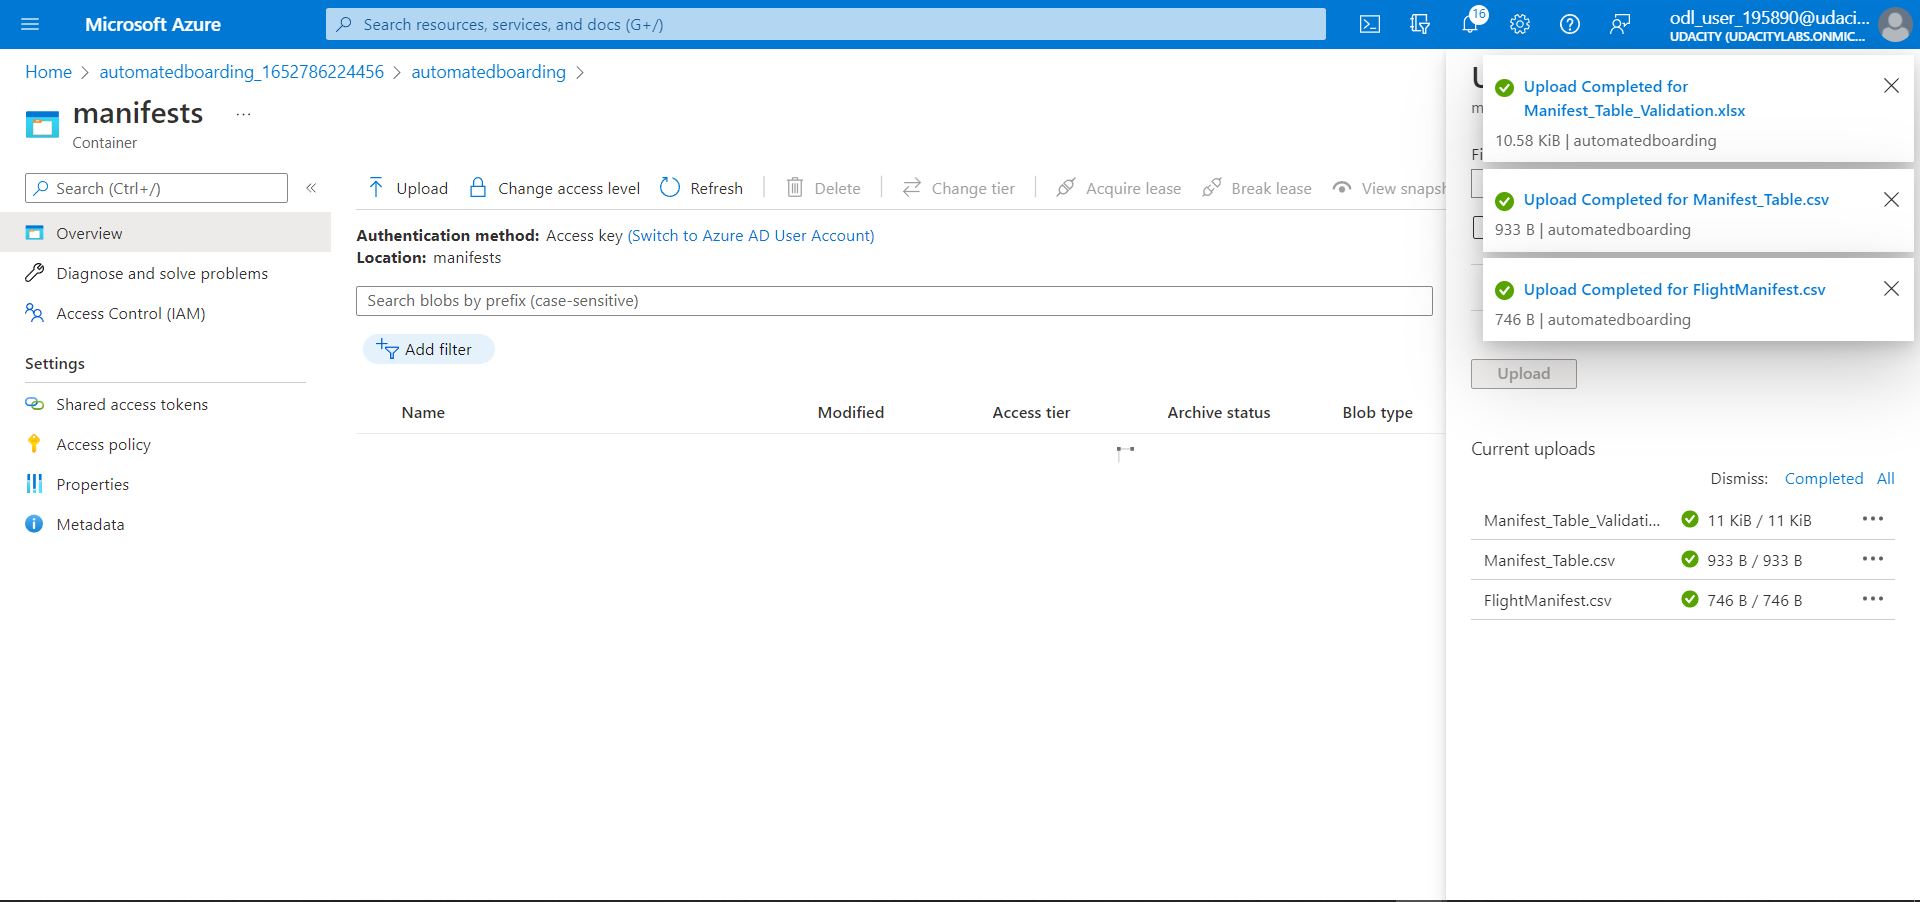 Microsoft Azure
Search resources, services, and docs (G+/)
16
odl_user_195890@udaci...
UDACITY (UDACITYLABS.ONMIC...
Home > automatedboarding_1652786224456 > automatedboarding >
manifests ...
Container
Search (Ctrl+/) «
Overview
Diagnose and solve problems
Access Control (IAM)
Settings
Shared access tokens
Access policy
Properties
Metadata
Upload Change access level Refresh Delete Change tier Acquire lease Break lease View snapsh
Authentication method: Access key (Switch to Azure AD User Account)
Location: manifests
Search blobs by prefix (case-sensitive)
Add filter
Name Modified Access tier Archive status Blob type
Upload Completed for
Manifest_Table_Validation.xlsx
10.58 KiB | automatedboarding
Upload Completed for Manifest_Table.csv
933 B | automatedboarding
Upload Completed for FlightManifest.csv
746 B | automatedboarding
Upload
Current uploads
Dismiss: Completed All
Manifest_Table_Validati... 11 KiB / 11 KiB ...
Manifest_Table.csv 933 B / 933 B ...
FlightManifest.csv 746 B / 746 B ...